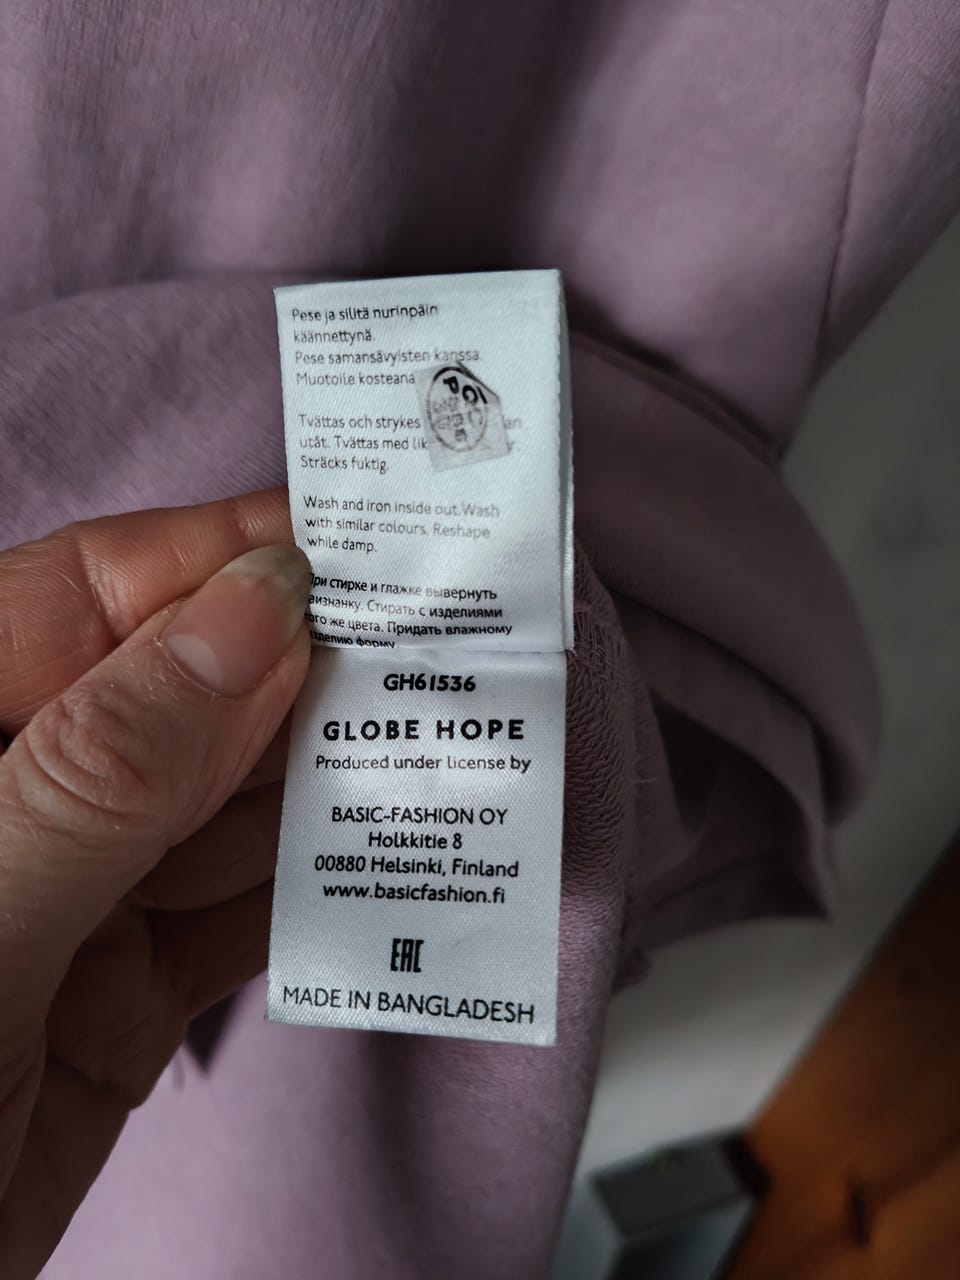 Pese ja silitä nurinpäin
käännettynä.
Pese samansävyisten kanssa.
Muotoile kosteana
Tvättas och strykes
utåt. Tvättas med
Sträcks fuktig.
Wash and iron inside out.Wash
with similar colours. Reshape
while damp.
При стирке и глажке вывернуть
наизнанку. Стирать с изделиями
того же цвета. Придать влажному
изделию форму.
GH61536
GLOBE HOPE
Produced under license by
BASIC-FASHION OY
Holkkitie 8
00880 Helsinki, Finland
www.basicfashion.fi
EAC
MADE IN BANGLADESH